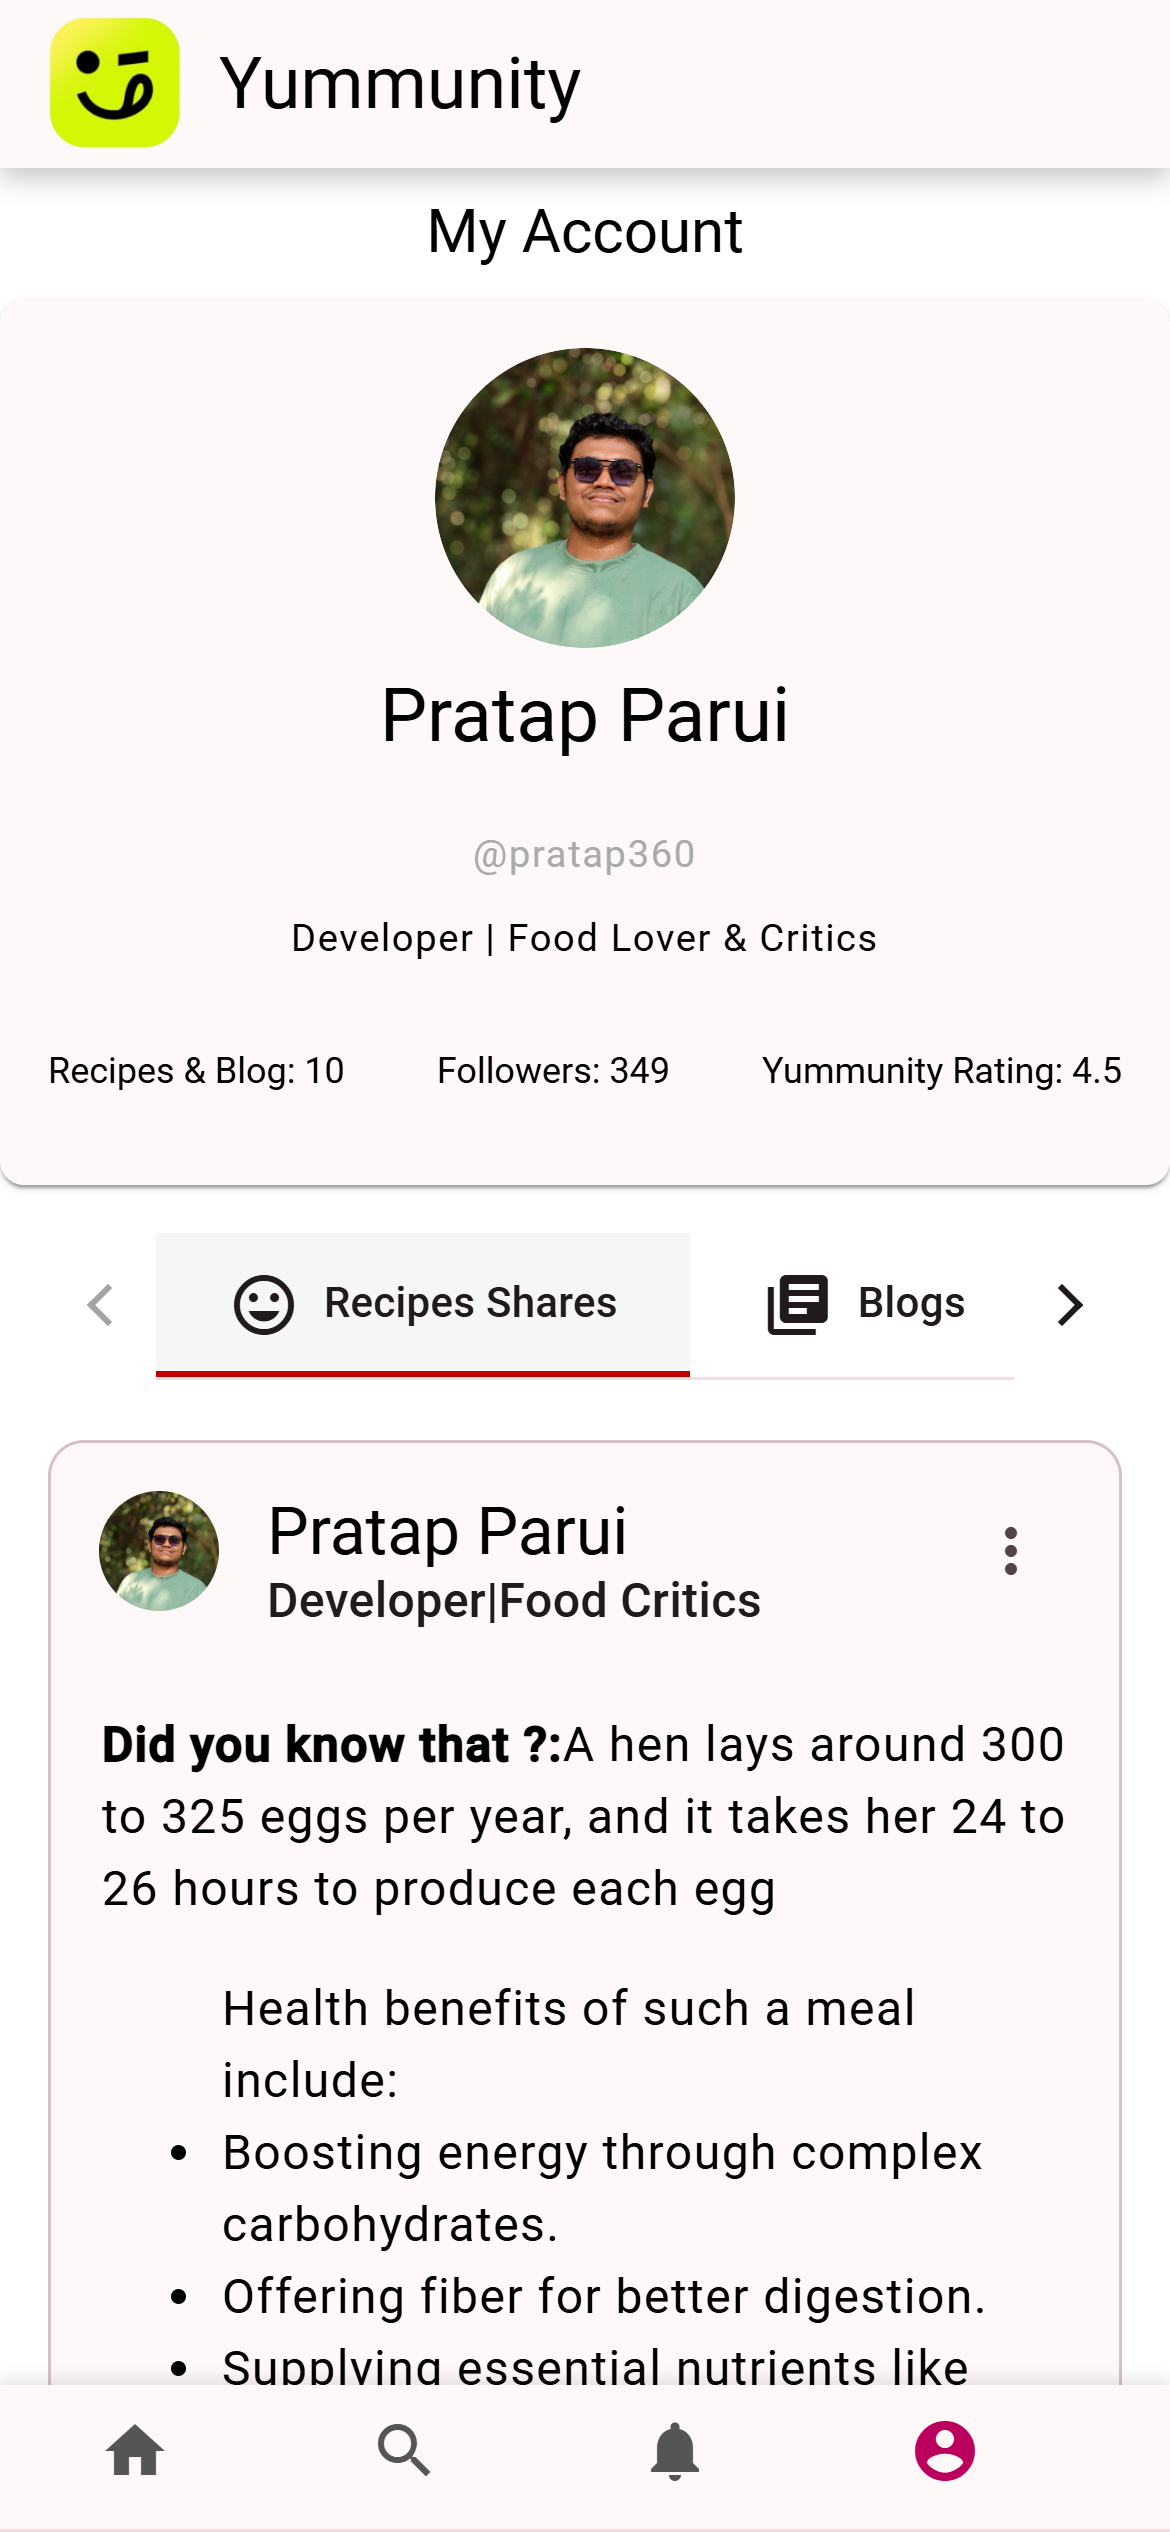 Yummunity
My Account
Pratap Parui
@pratap360
Developer | Food Lover & Critics
Recipes & Blog: 10 Followers: 349 Yummunity Rating: 4.5
Recipes Shares Blogs
Pratap Parui
Developer|Food Critics
Did you know that ?:A hen lays around 300
to 325 eggs per year, and it takes her 24 to
26 hours to produce each egg
Health benefits of such a meal
include:
• Boosting energy through complex
carbohydrates.
• Offering fiber for better digestion.
• Supplying essential nutrients like